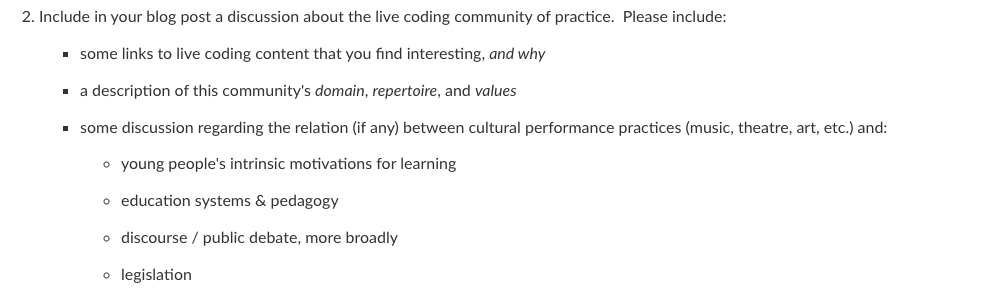 2. Include in your blog post a discussion about the live coding community of practice.  Please include:
▪ some links to live coding content that you find interesting, and why
▪ a description of this community's domain, repertoire, and values
▪ some discussion regarding the relation (if any) between cultural performance practices (music, theatre, art, etc.) and:
◦ young people's intrinsic motivations for learning
◦ education systems & pedagogy
◦ discourse / public debate, more broadly
◦ legislation